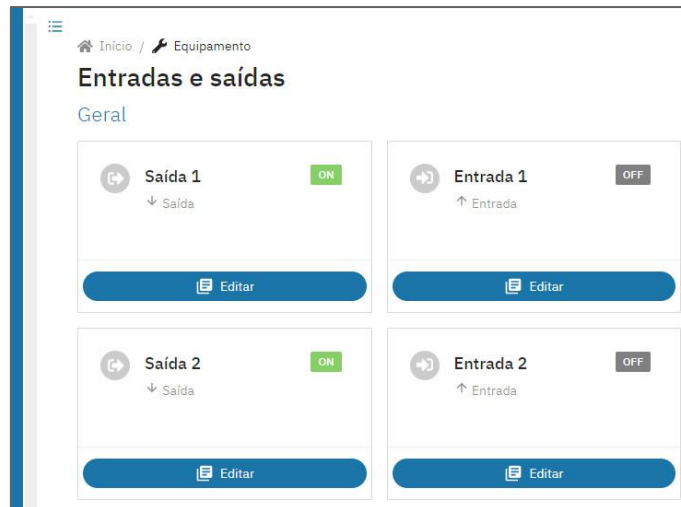 Início / Equipamento
Entradas e saídas
Geral
Saída 1
ON
Saída
Editar
Entrada 1
OFF
Entrada
Editar
Saída 2
ON
Saída
Editar
Entrada 2
OFF
Entrada
Editar